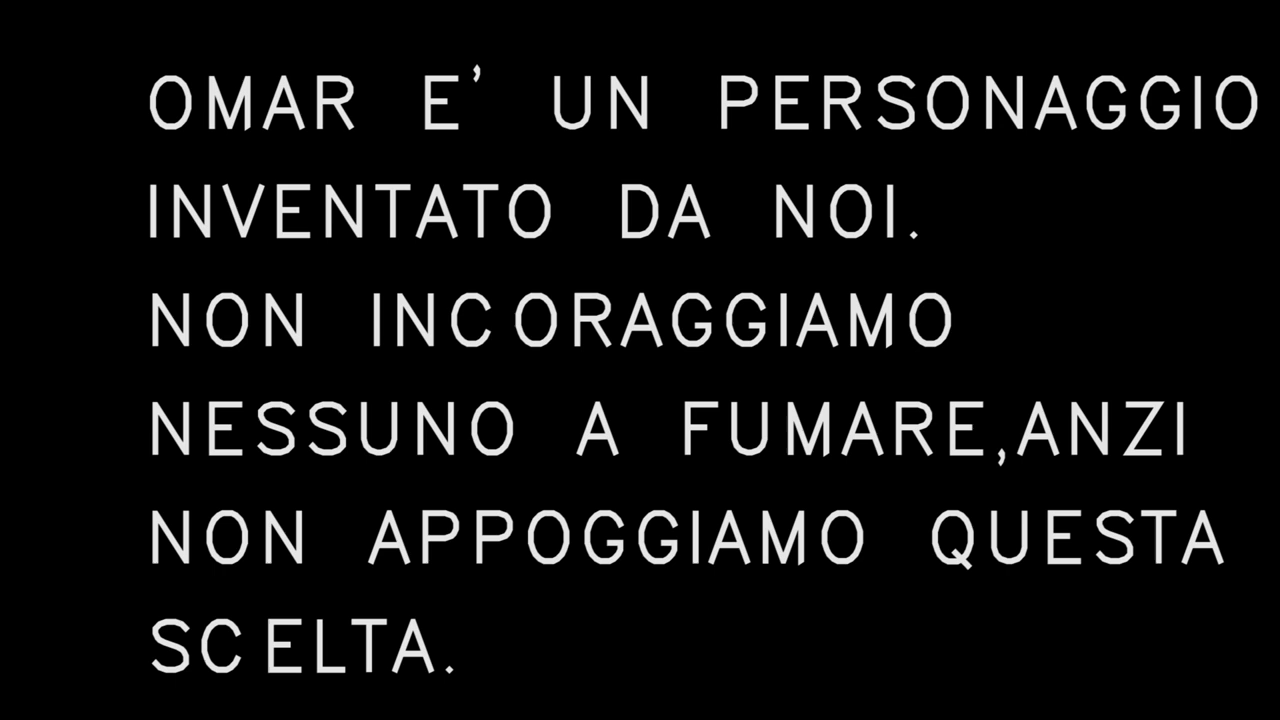 OMAR E' UN PERSONAGGIO
INVENTATO DA NOI.
NON INCORAGGIAMO
NESSUNO A FUMARE,ANZI
NON APPOGGIAMO QUESTA
SCELTA.